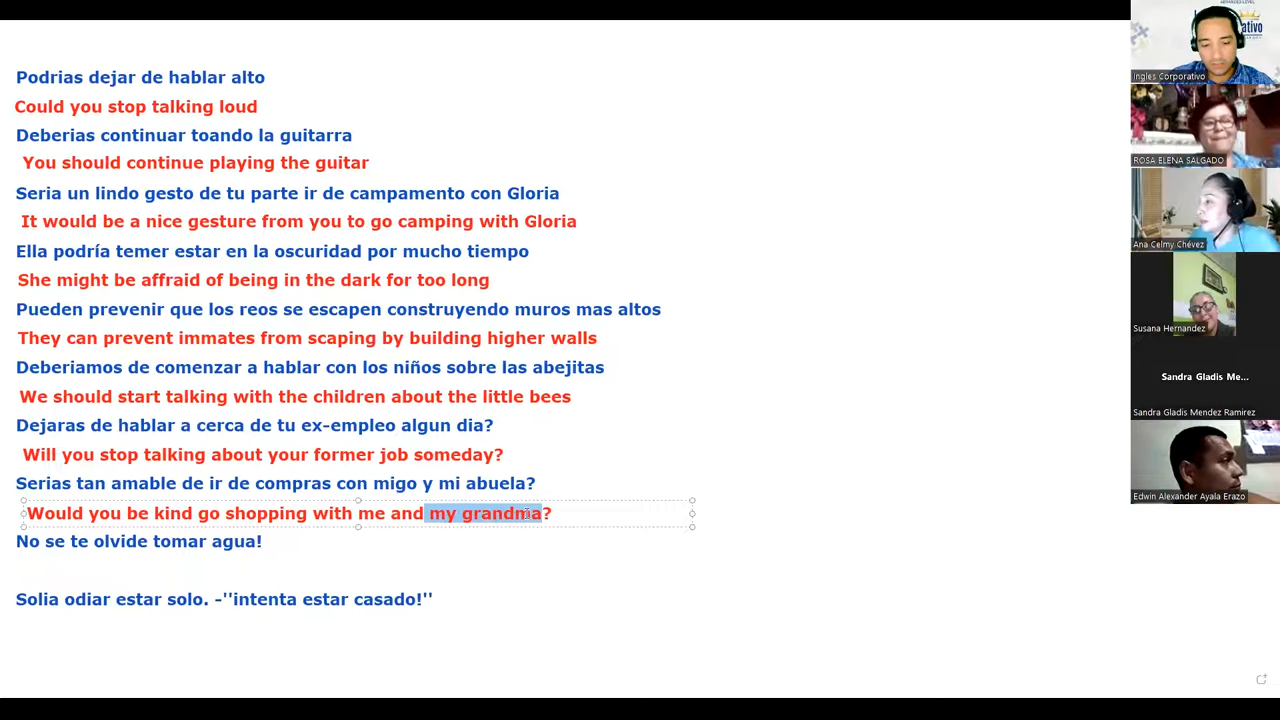 Podrias dejar de hablar alto
Could you stop talking loud
Deberias continuar toando la guitarra
You should continue playing the guitar
Seria un lindo gesto de tu parte ir de campamento con Gloria
It would be a nice gesture from you to go camping with Gloria
Ella podría temer estar en la oscuridad por mucho tiempo
She might be affraid of being in the dark for too long
Pueden prevenir que los reos se escapen construyendo muros mas altos
They can prevent immates from scaping by building higher walls
Deberiamos de comenzar a hablar con los niños sobre las abejitas
We should start talking with the children about the little bees
Dejaras de hablar a cerca de tu ex-empleo algun dia?
Will you stop talking about your former job someday?
Serias tan amable de ir de compras con migo y mi abuela?
Would you be kind go shopping with me and my grandma?
No se te olvide tomar agua!
Solia odiar estar solo. -''intenta estar casado!''
Ingles Corporativo
ROSA ELENA SALGADO
Ana Celmy Chévez
Susana Hernandez
Sandra Gladis Me...
Sandra Gladis Mendez Ramirez
Edwin Alexander Ayala Erazo